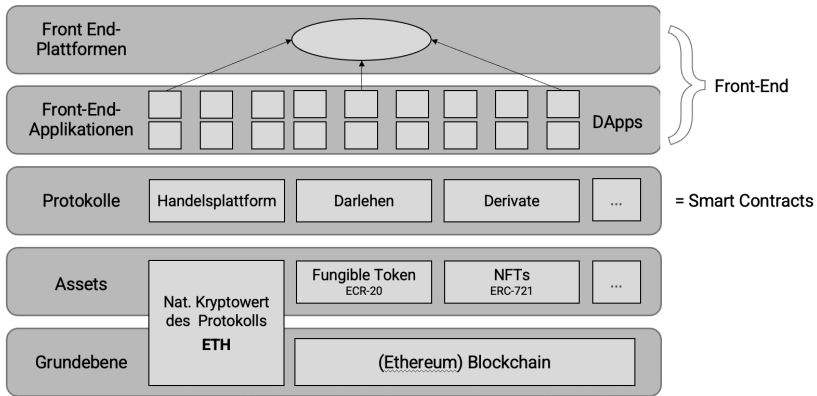 Front End-
Plattformen
Front-End
Front-End-
Applikationen
DApps
Protokolle
Handelsplattform
Darlehen
Derivate
...
= Smart Contracts
Assets
Nat. Kryptowert
des Protokolls
ETH
Fungible Token
ECR-20
NFTs
ERC-721
...
Grundebene
(Ethereum) Blockchain